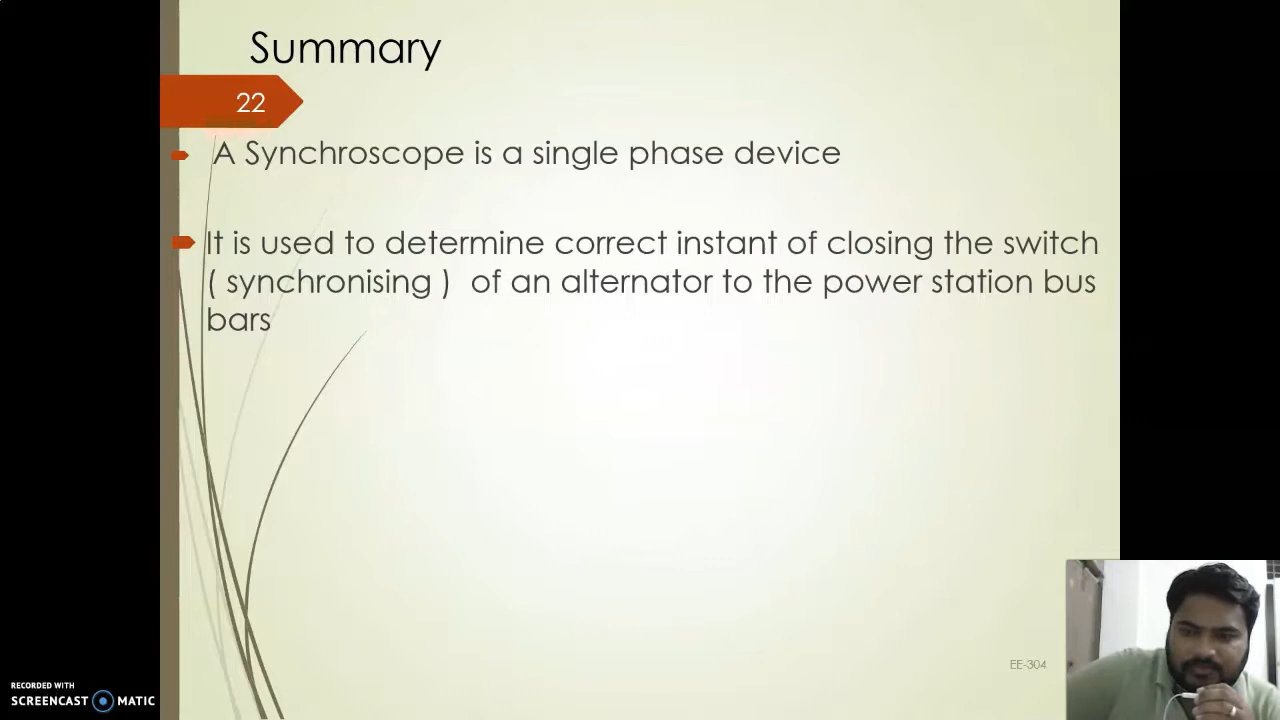 Summary
22
A Synchroscope is a single phase device
It is used to determine correct instant of closing the switch
( synchronising ) of an alternator to the power station bus
bars
EE-304
RECORDED WITH
SCREENCAST MATIC